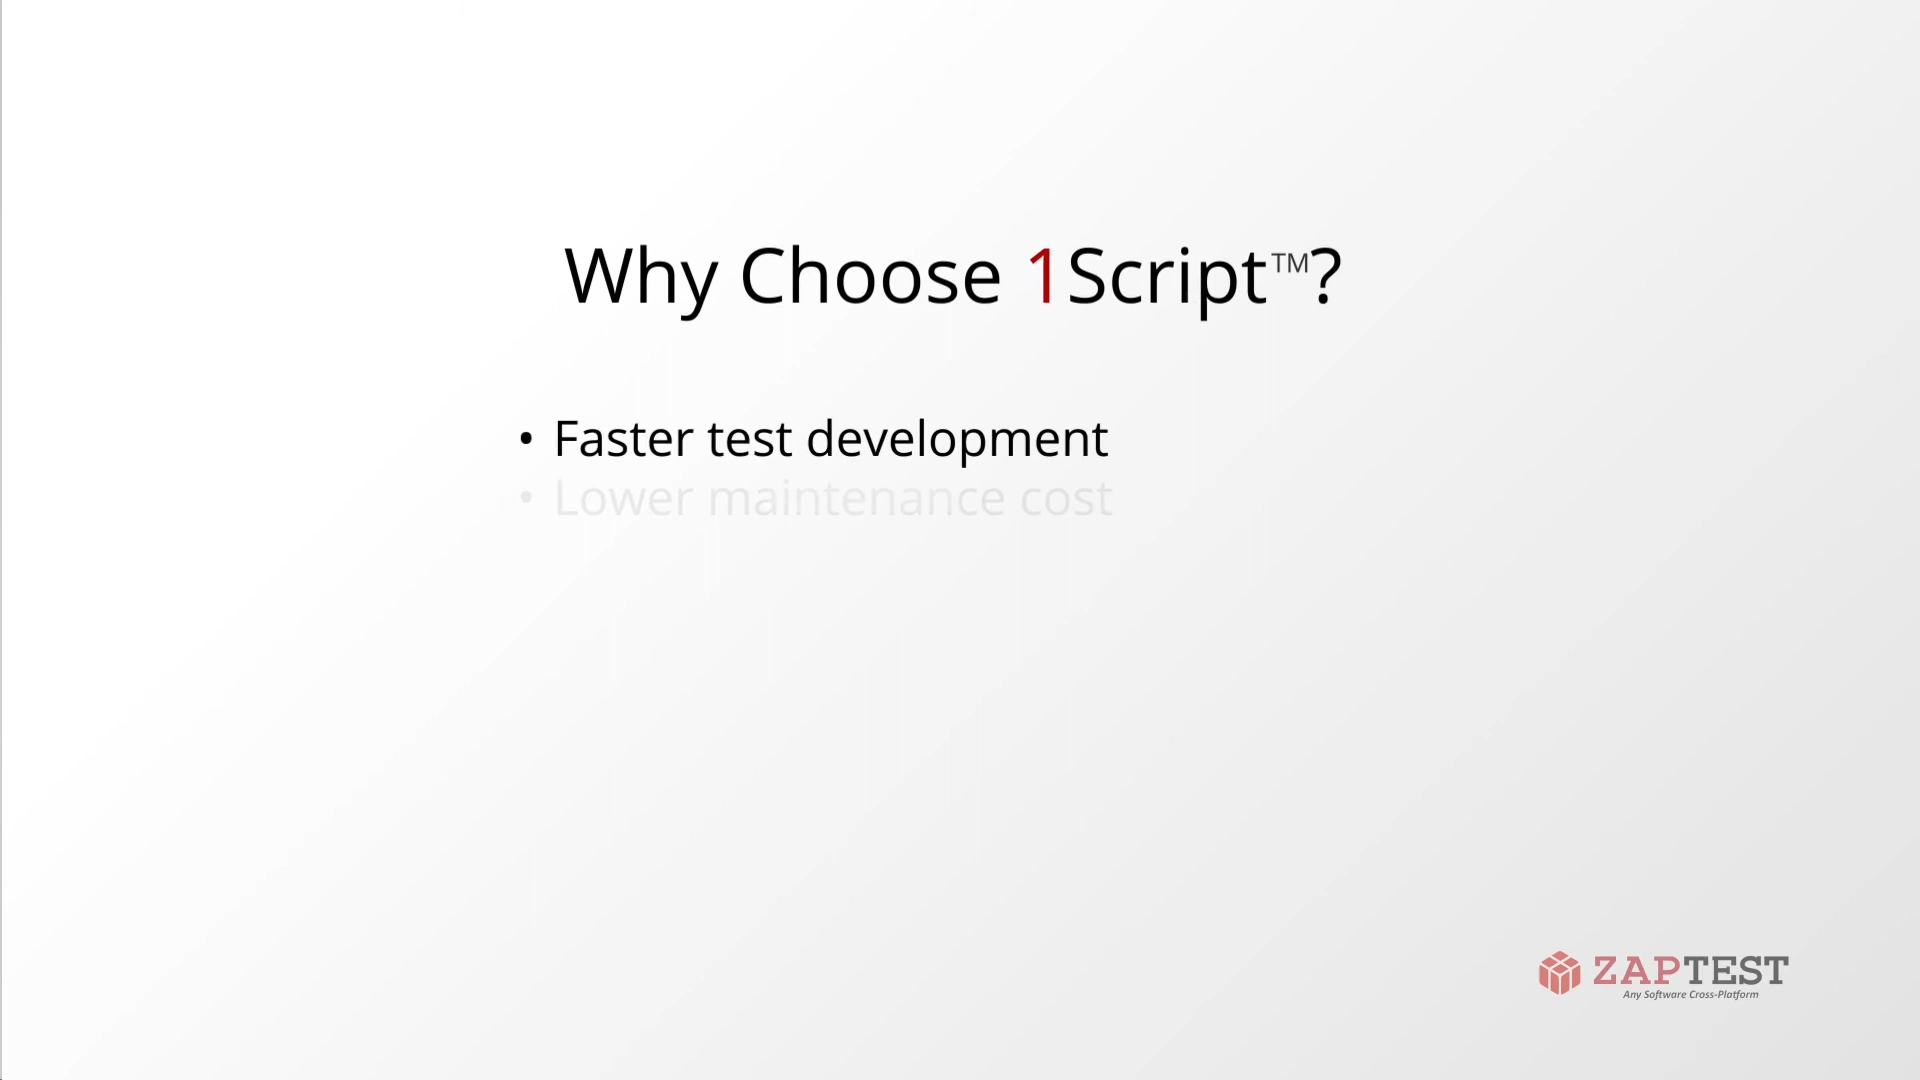 Why Choose 1Script™?
• Faster test development
• Lower maintenance cost
ZAPTEST
Any Software Cross-Platform